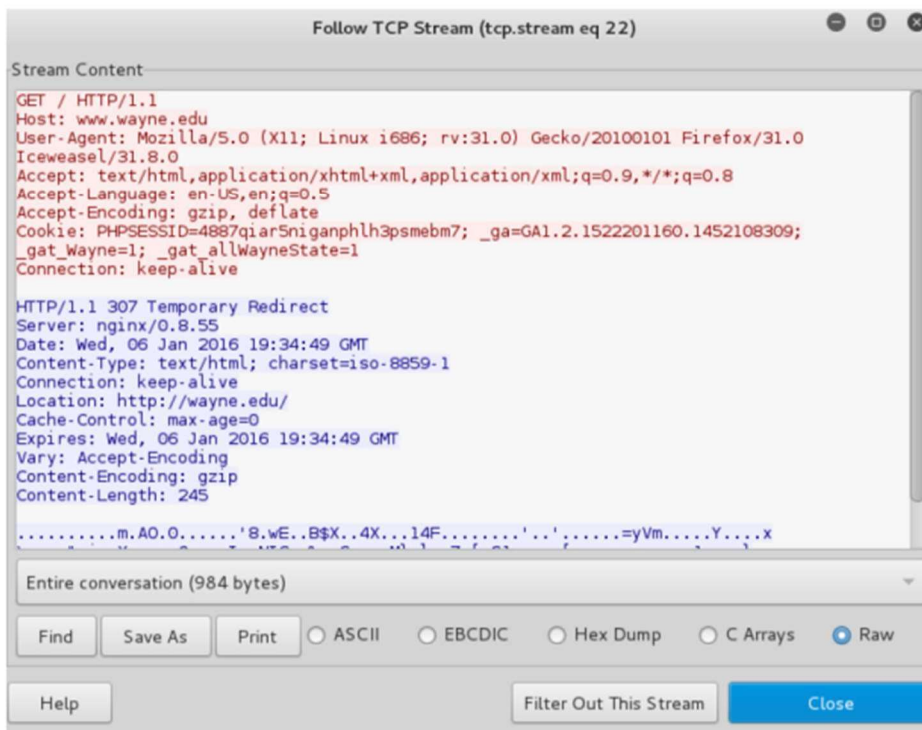 Follow TCP Stream (tcp.stream eq 22)
Stream Content
GET / HTTP/1.1
Host: www.wayne.edu
User-Agent: Mozilla/5.0 (X11; Linux i686; rv:31.0) Gecko/20100101 Firefox/31.0
Iceweasel/31.8.0
Accept: text/html,application/xhtml+xml,application/xml;q=0.9,*/*;q=0.8
Accept-Language: en-US,en;q=0.5
Accept-Encoding: gzip, deflate
Cookie: PHPSESSID=4887qiar5niganphlh3psmebm7; _ga=GA1.2.1522201160.1452108309;
_gat_Wayne=1; _gat_allWayneState=1
Connection: keep-alive
HTTP/1.1 307 Temporary Redirect
Server: nginx/0.8.55
Date: Wed, 06 Jan 2016 19:34:49 GMT
Content-Type: text/html; charset=iso-8859-1
Connection: keep-alive
Location: http://wayne.edu/
Cache-Control: max-age=0
Expires: Wed, 06 Jan 2016 19:34:49 GMT
Vary: Accept-Encoding
Content-Encoding: gzip
Content-Length: 245
..........m.AO.0......'8.wE..B$X..4X...14F........'..'......=yVm.....Y....x
Entire conversation (984 bytes)
Find Save As Print ASCII EBCDIC Hex Dump C Arrays Raw
Help Filter Out This Stream Close